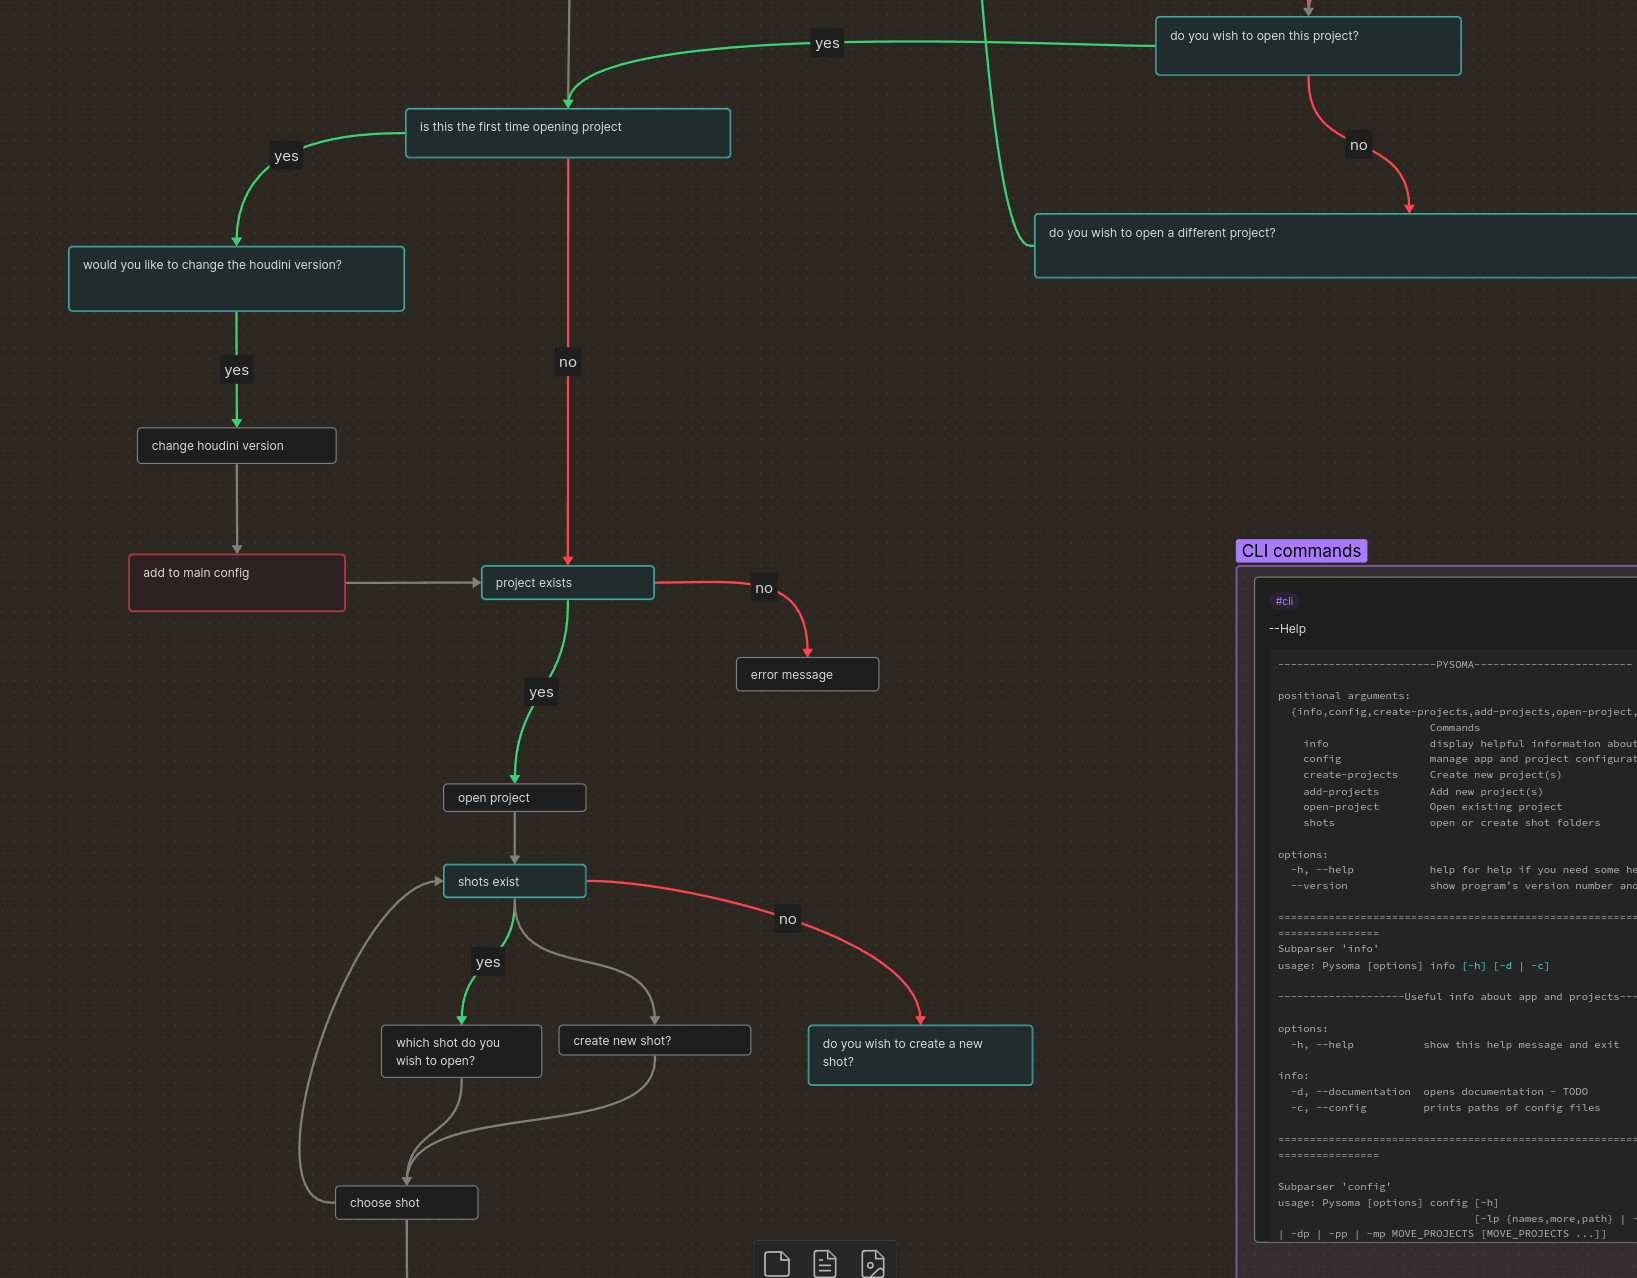 do you wish to open this project?
yes
is this the first time opening project
yes
no
do you wish to open a different project?
would you like to change the houdini version?
no
yes
change houdini version
add to main config
project exists
no
error message
yes
open project
shots exist
no
yes
which shot do you
wish to open?
create new shot?
do you wish to create a new
shot?
choose shot
CLI commands
#cli
--Help
-------------------------PYSOMA-------------------------
positional arguments:
{info,config,create-projects,add-projects,open-project,
Commands
info display helpful information about
config manage app and project
create-projects Create new project(s)
add-projects Add new project(s)
open-project Open existing project
shots open or create shot folders
options:
-h, --help help for help if you need some
--version show program's version number and
=========================================================
================
Subparser 'info'
usage: Pysoma [options] info [-h] [-d | -c]
--------------------Useful info about app and projects---
options:
-h, --help show this help message and exit
info:
-d, --documentation opens documentation - TODO
-c, --config prints paths of config files
=========================================================
================
Subparser 'config'
usage: Pysoma [options] config [-h]
[-lp {names,more,path} | -
| -dp | -pp | -mp MOVE_PROJECTS [MOVE_PROJECTS ...]]